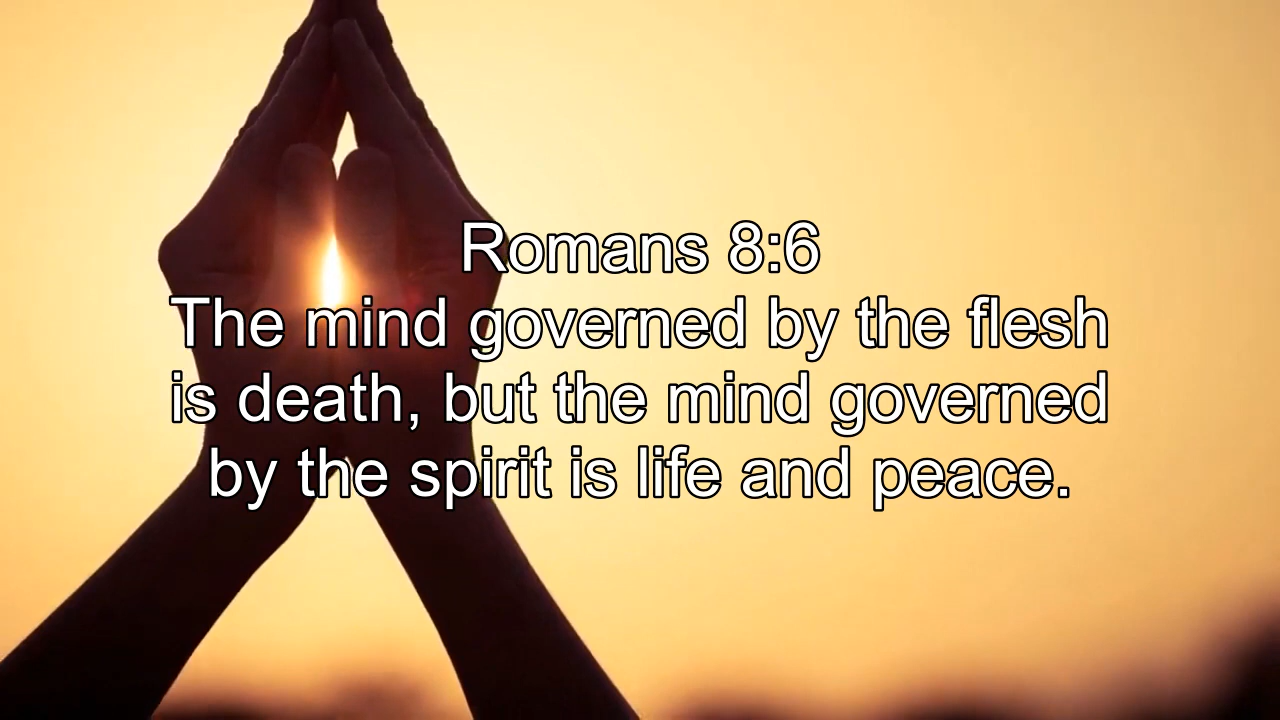 Romans 8:6
The mind governed by the flesh
is death, but the mind governed
by the spirit is life and peace.